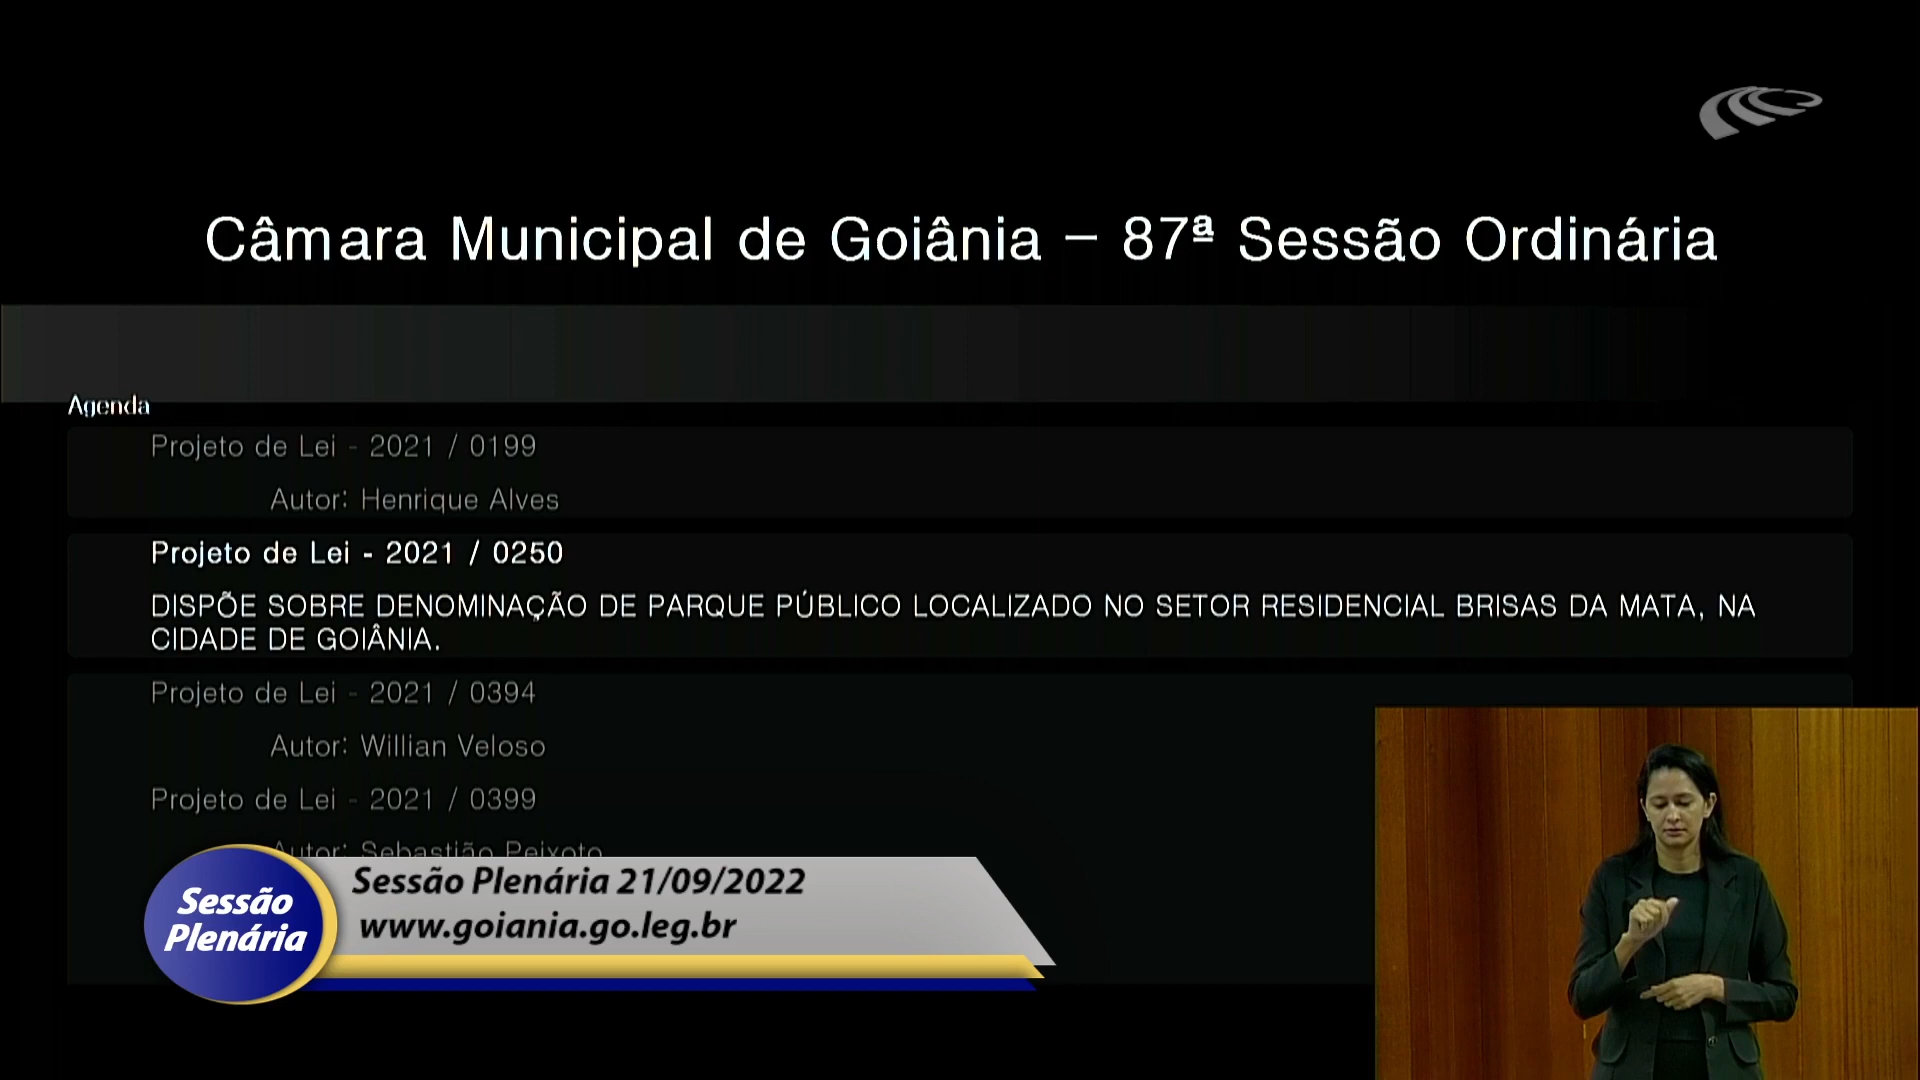 Câmara Municipal de Goiânia – 87ª Sessão Ordinária
Agenda
Projeto de Lei - 2021 / 0199
Autor: Henrique Alves
Projeto de Lei - 2021 / 0250
DISPÕE SOBRE DENOMINAÇÃO DE PARQUE PÚBLICO LOCALIZADO NO SETOR RESIDENCIAL BRISAS DA MATA, NA
CIDADE DE GOIÂNIA.
Projeto de Lei - 2021 / 0394
Autor: Willian Veloso
Projeto de Lei - 2021 / 0399
Autor: Sebastião Peixoto
Sessão
Plenária
Sessão Plenária 21/09/2022
www.goiania.go.leg.br